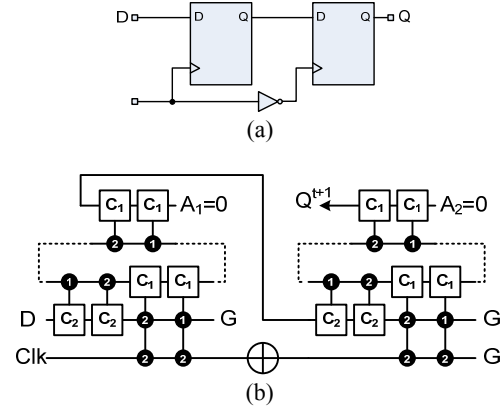 D D Q D Q Q
(a)
C₁ C₁ A₁=0 Qᵗ⁺¹ C₁ C₁ A₂=0
2 1 2 1
1 2 C₁ C₁ 1 2 C₁ C₁
D C₂ C₂ 2 1 G C₂ C₂ 2 1 G
Clk 2 2 2 2 G
(b)